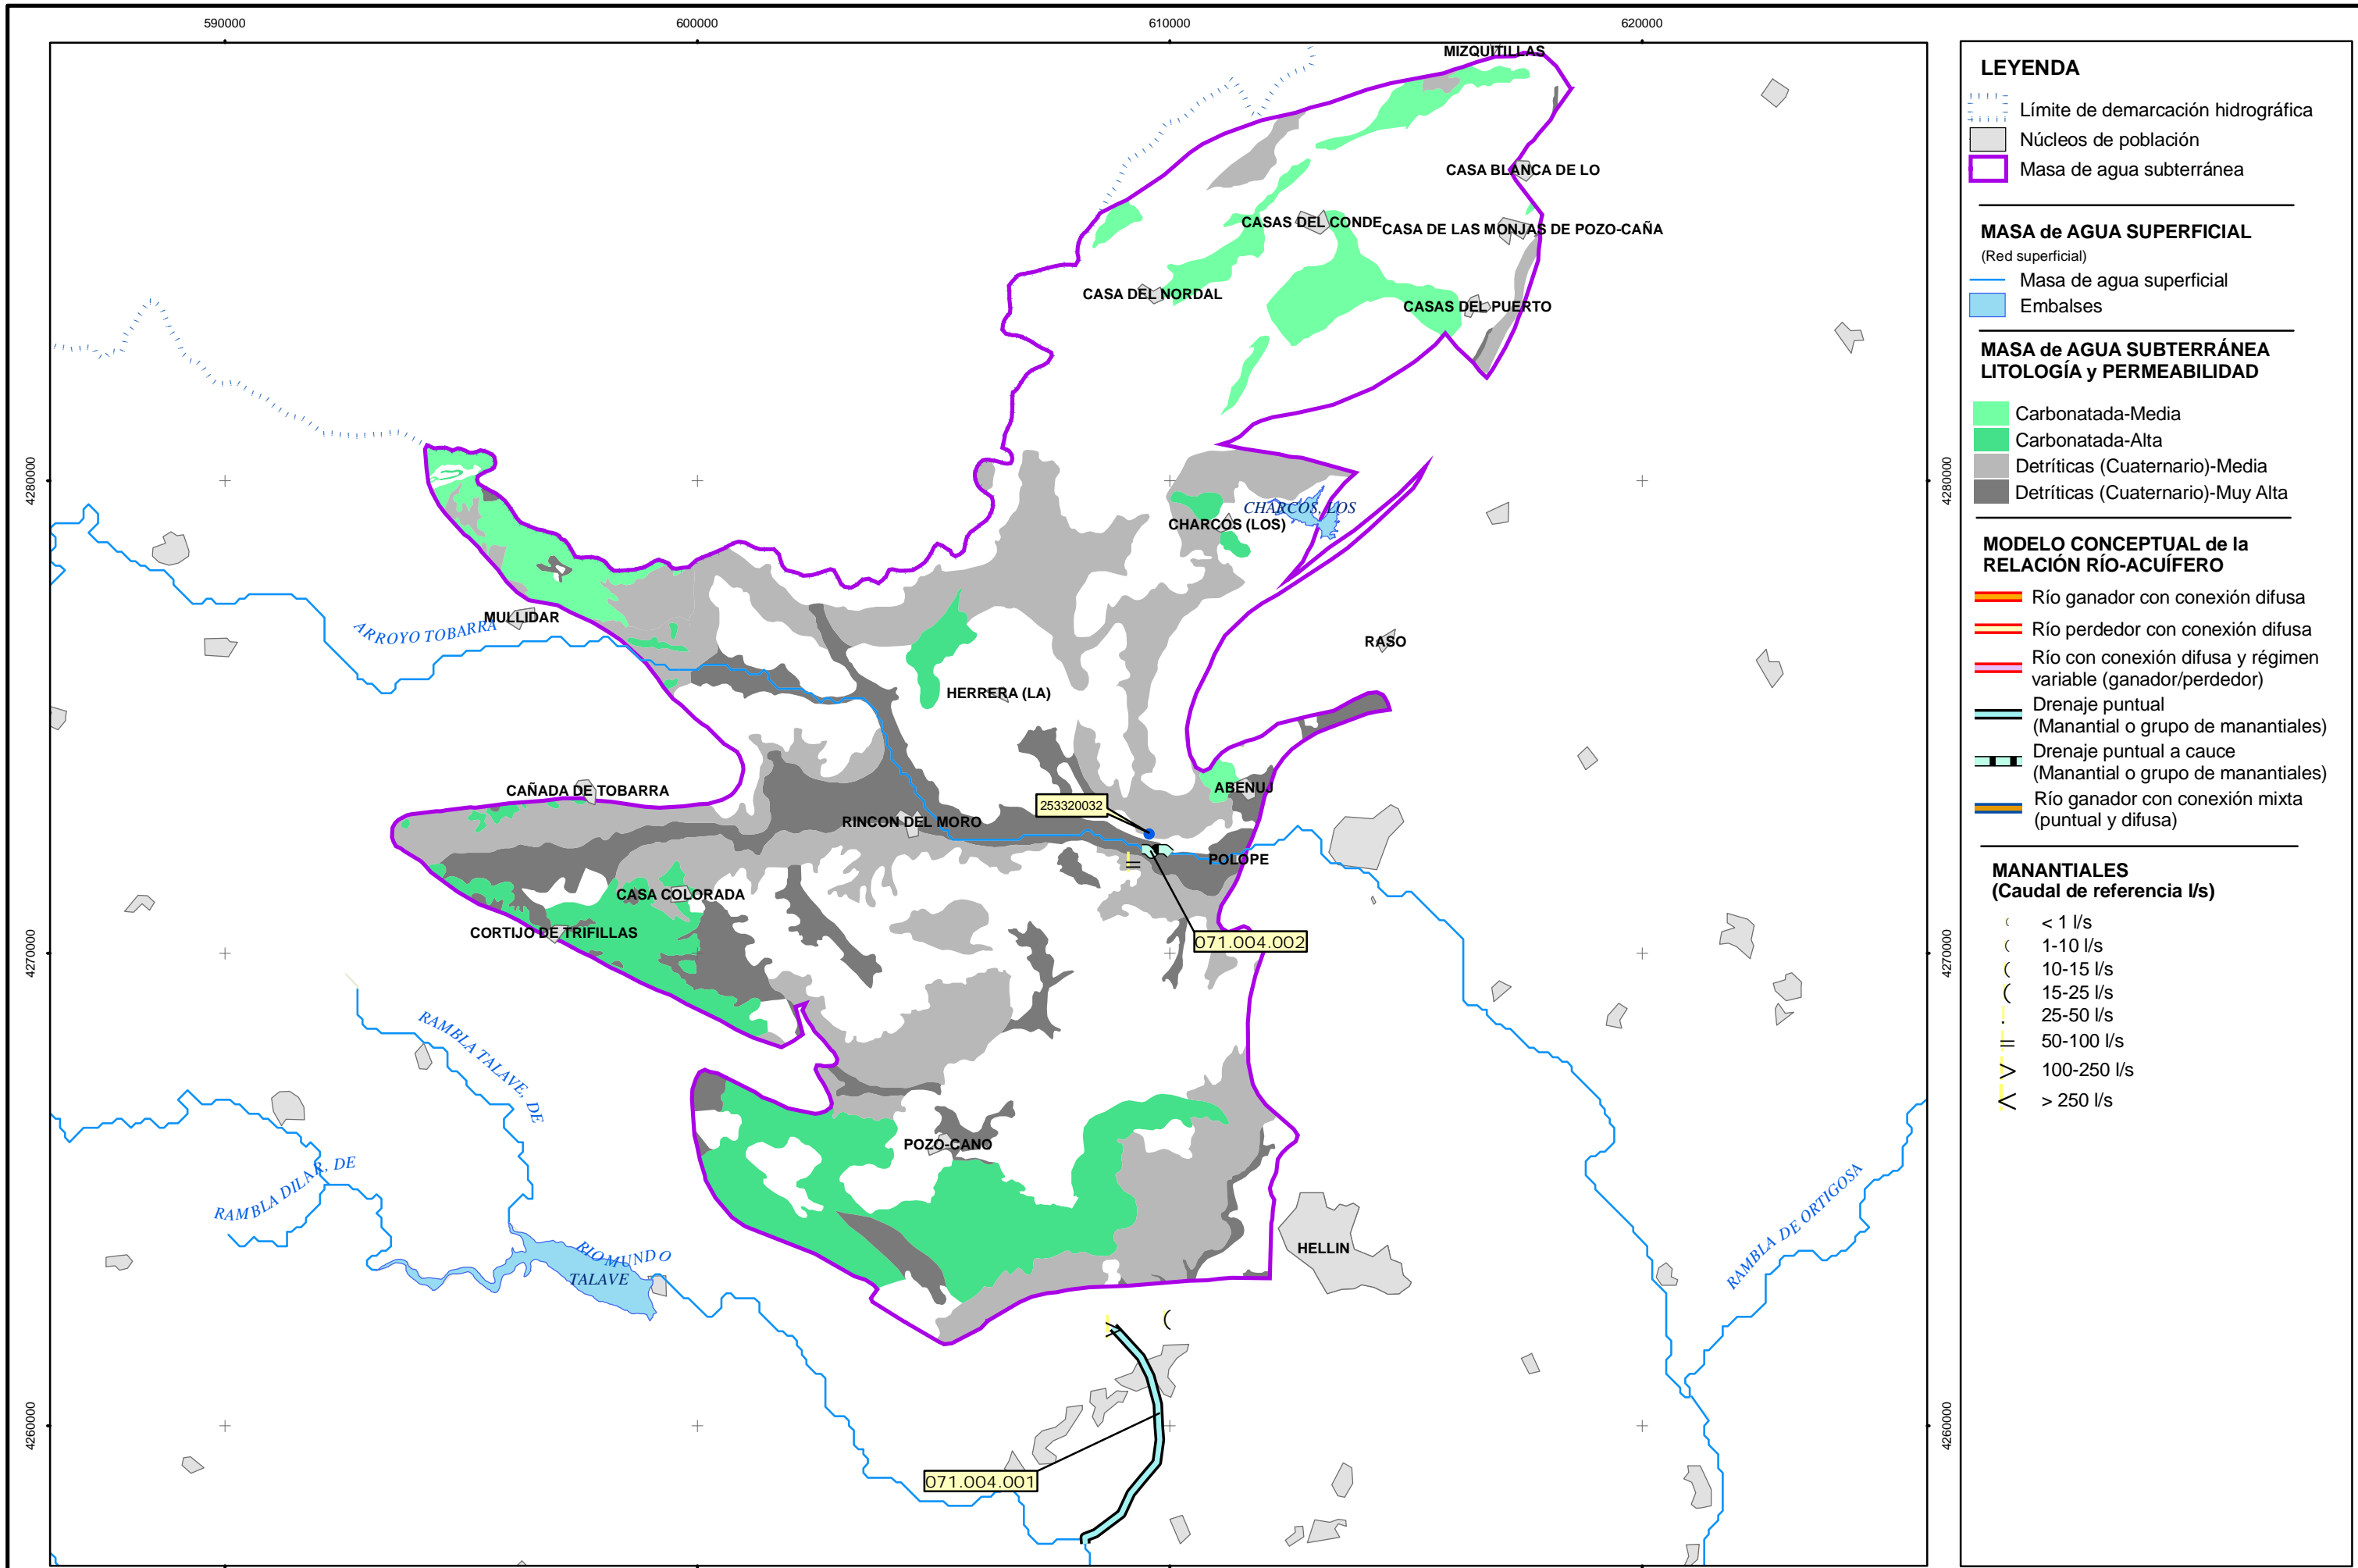 590000
600000
610000
620000
MIZQUITILLAS
CASA BLANCA DE LO
CASAS DEL CONDE
CASA DE LAS MONJAS DE POZO-CAÑA
CASA DEL NORDAL
CASAS DEL PUERTO
4280000
4280000
CHARCOS, LOS
CHARCOS (LOS)
MULLIDAR
ARROYO TOBARRA
RASO
HERRERA (LA)
CAÑADA DE TOBARRA
ABENUJ
253320032
RINCON DEL MORO
POLOPE
CASA COLORADA
CORTIJO DE TRIFILLAS
071.004.002
4270000
4270000
RAMBLA TALAVE, DE
POZO-CANO
RAMBLA DILAR, DE
RAMBLA DE ORTIGOSA
HELLIN
RIO MUNDO
TALAVE
4260000
4260000
071.004.001
LEYENDA
Límite de demarcación hidrográfica
Núcleos de población
Masa de agua subterránea
MASA de AGUA SUPERFICIAL
(Red superficial)
Masa de agua superficial
Embalses
MASA de AGUA SUBTERRÁNEA
LITOLOGÍA y PERMEABILIDAD
Carbonatada-Media
Carbonatada-Alta
Detríticas (Cuaternario)-Media
Detríticas (Cuaternario)-Muy Alta
MODELO CONCEPTUAL de la
RELACIÓN RÍO-ACUÍFERO
Río ganador con conexión difusa
Río perdedor con conexión difusa
Río con conexión difusa y régimen
variable (ganador/perdedor)
Drenaje puntual
(Manantial o grupo de manantiales)
Drenaje puntual a cauce
(Manantial o grupo de manantiales)
Río ganador con conexión mixta
(puntual y difusa)
MANANTIALES
(Caudal de referencia l/s)
< 1 l/s
1-10 l/s
10-15 l/s
15-25 l/s
25-50 l/s
50-100 l/s
100-250 l/s
> 250 l/s